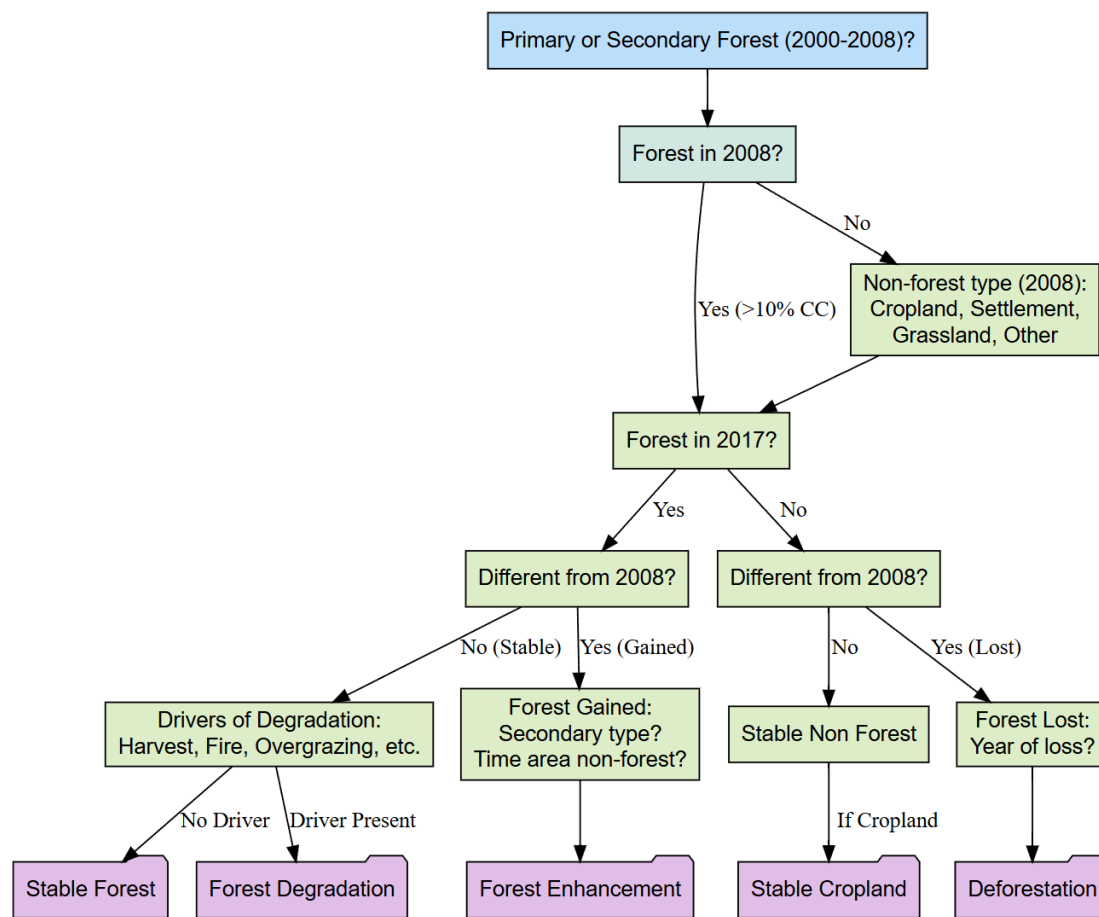 Primary or Secondary Forest (2000-2008)?
Forest in 2008?
No
Non-forest type (2008):
Cropland, Settlement,
Grassland, Other
Yes (>10% CC)
Forest in 2017?
Yes
No
Different from 2008?
Different from 2008?
No (Stable)
Yes (Gained)
No
Yes (Lost)
Drivers of Degradation:
Harvest, Fire, Overgrazing, etc.
Forest Gained:
Secondary type?
Time area non-forest?
Stable Non Forest
Forest Lost:
Year of loss?
No Driver
Driver Present
If Cropland
Stable Forest
Forest Degradation
Forest Enhancement
Stable Cropland
Deforestation